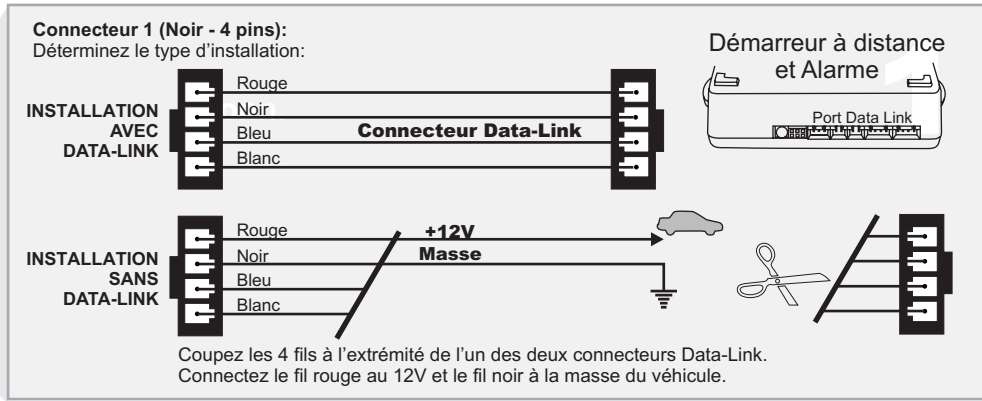 Connecteur 1 (Noir - 4 pins):
Déterminez le type d'installation:
Démarreur à distance
et Alarme
Port Data Link
INSTALLATION
AVEC
DATA-LINK
Rouge
Noir
Bleu
Blanc
Connecteur Data-Link
INSTALLATION
SANS
DATA-LINK
Rouge
Noir
Bleu
Blanc
+12V
Masse
Coupez les 4 fils à l'extrémité de l'un des deux connecteurs Data-Link.
Connectez le fil rouge au 12V et le fil noir à la masse du véhicule.